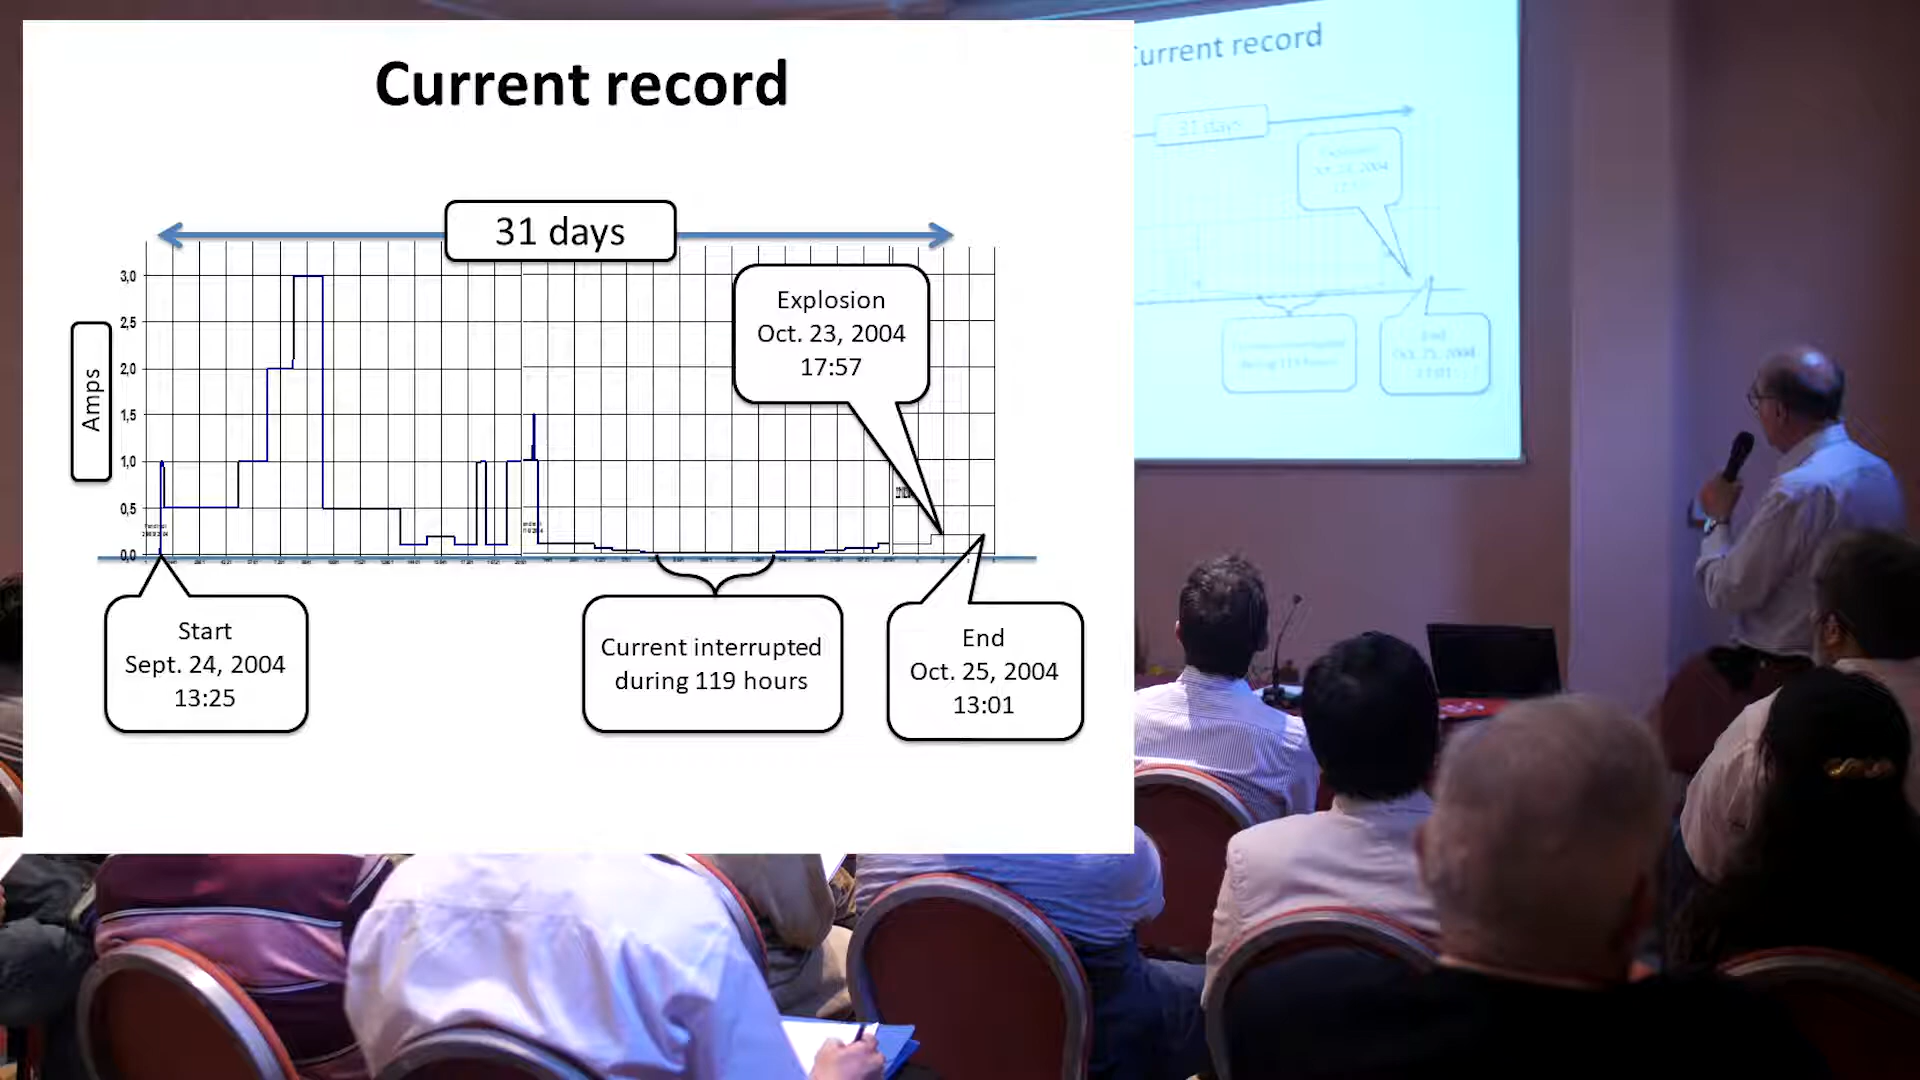 Current record
31 days
Explosion
Oct. 23, 2004
17:57
Amps
3,0
2,5
2,0
1,5
1,0
0,5
0,0
Start
Sept. 24, 2004
13:25
Current interrupted
during 119 hours
End
Oct. 25, 2004
13:01
Current record
31 days